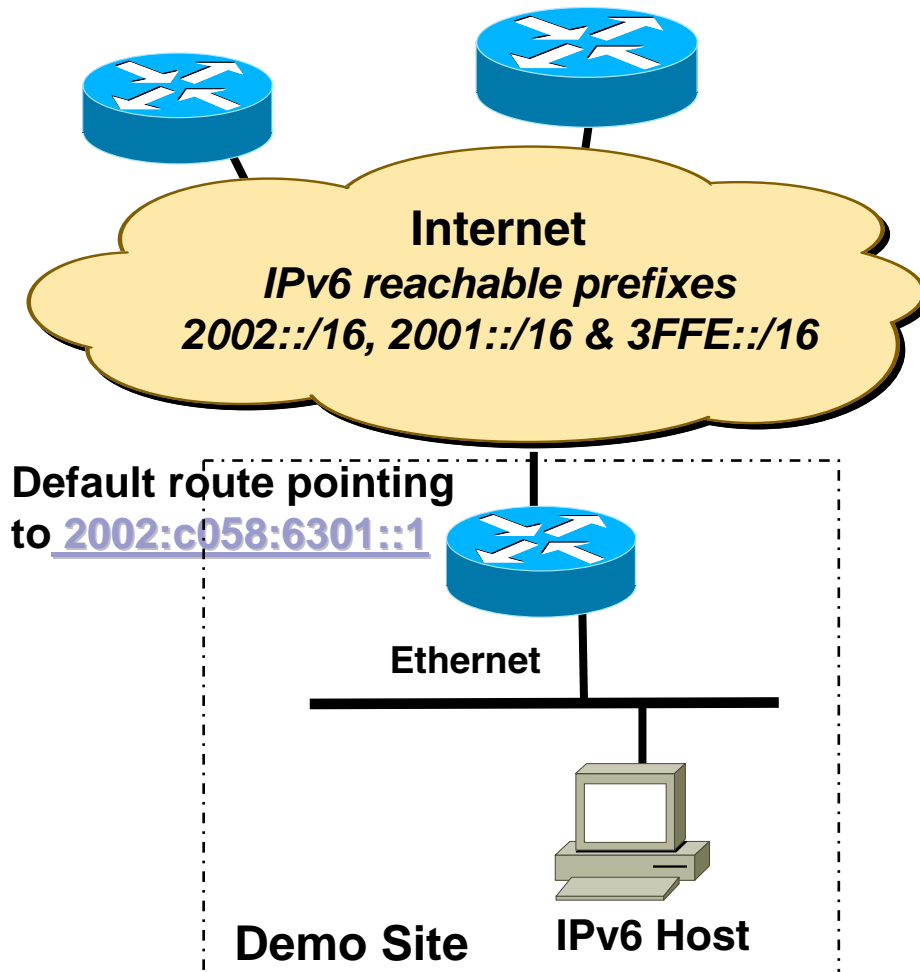 Internet
IPv6 reachable prefixes
2002::/16, 2001::/16 & 3FFE::/16
Default route pointing
to 2002:c058:6301::1
Ethernet
Demo Site
IPv6 Host